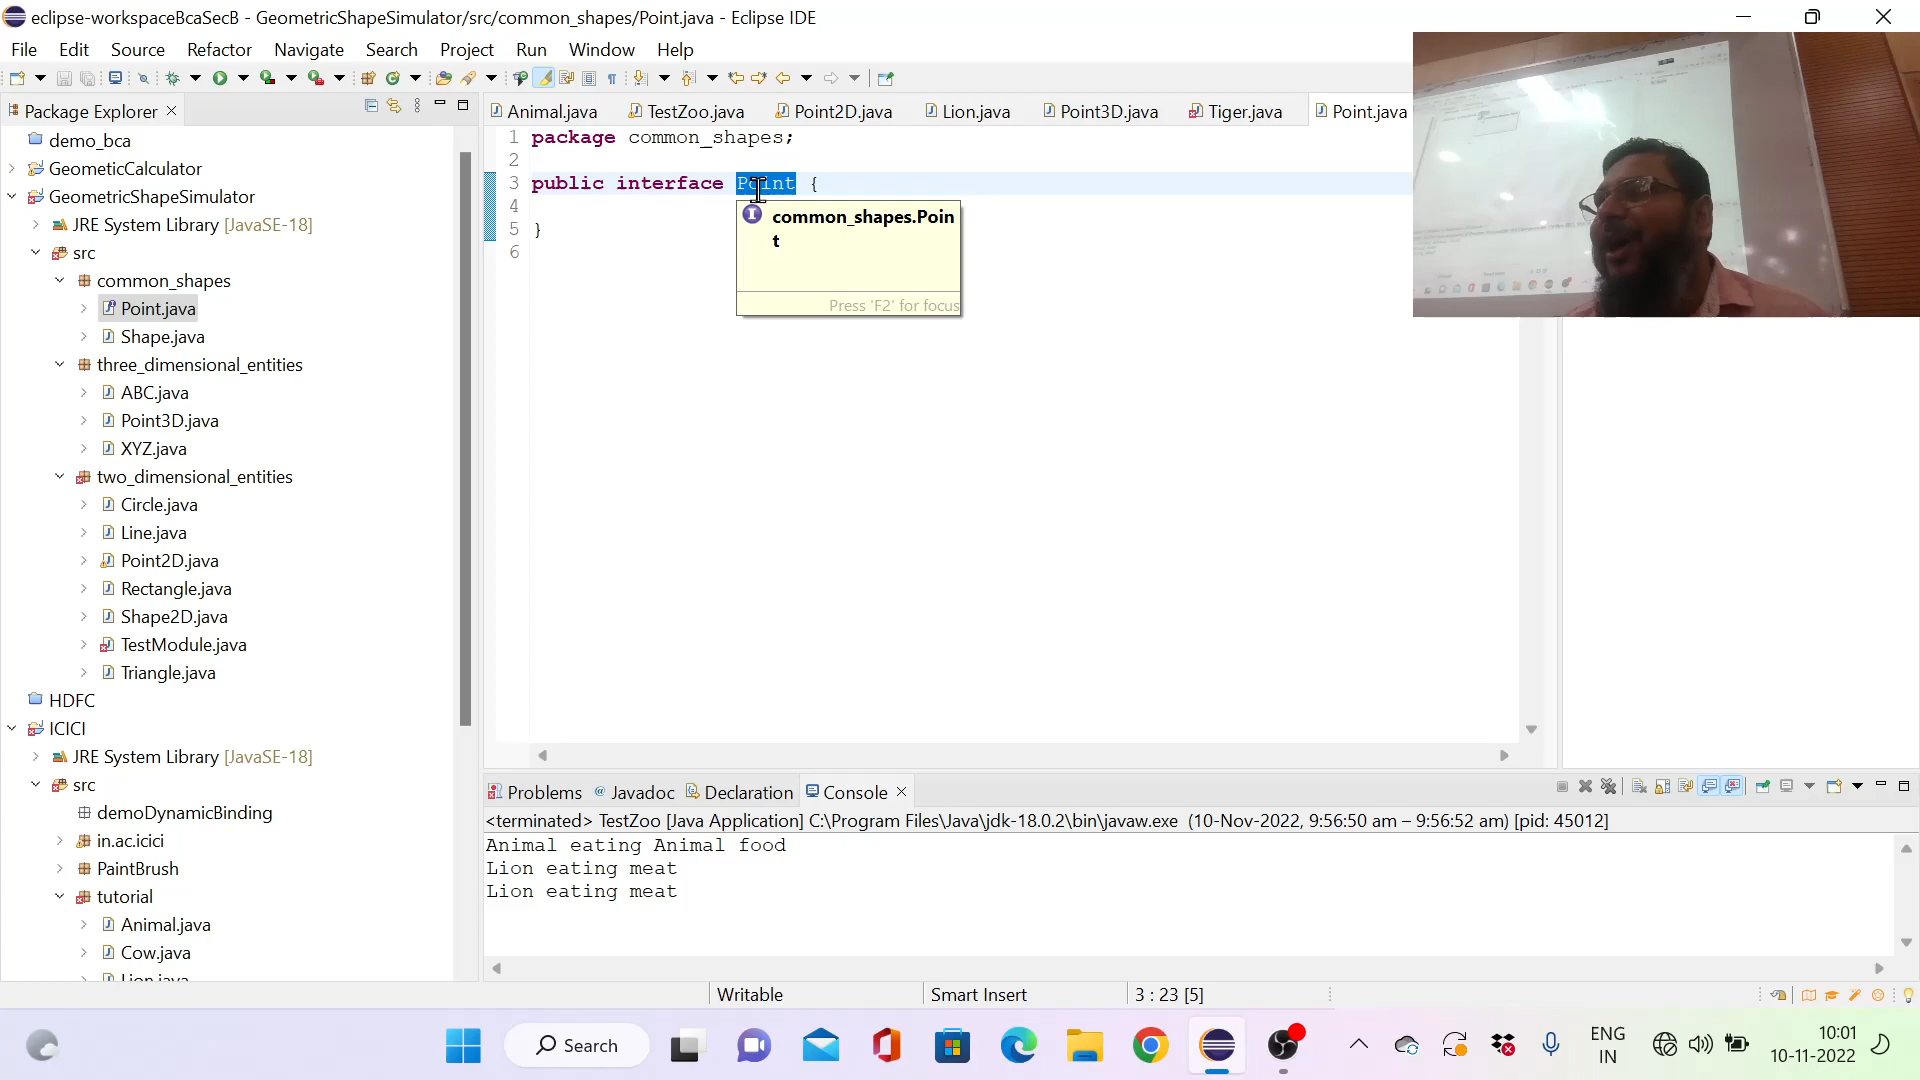 eclipse-workspaceBcaSecB - GeometricShapeSimulator/src/common_shapes/Point.java - Eclipse IDE
File Edit Source Refactor Navigate Search Project Run Window Help
Package Explorer
demo_bca
GeometicCalculator
GeometricShapeSimulator
JRE System Library [JavaSE-18]
src
common_shapes
Point.java
Shape.java
three_dimensional_entities
ABC.java
Point3D.java
XYZ.java
two_dimensional_entities
Circle.java
Line.java
Point2D.java
Rectangle.java
Shape2D.java
TestModule.java
Triangle.java
HDFC
ICICI
JRE System Library [JavaSE-18]
src
demoDynamicBinding
in.ac.icici
PaintBrush
tutorial
Animal.java
Cow.java
Lion.java
Animal.java TestZoo.java Point2D.java Lion.java Point3D.java Tiger.java Point.java
1 package common_shapes;
2
3 public interface Point {
4
5 }
6
common_shapes.Poin
t
Press 'F2' for focus
Problems Javadoc Declaration Console
<terminated> TestZoo [Java Application] C:\Program Files\Java\jdk-18.0.2\bin\javaw.exe (10-Nov-2022, 9:56:50 am – 9:56:52 am) [pid: 45012]
Animal eating Animal food
Lion eating meat
Lion eating meat
Writable Smart Insert 3 : 23 [5]
Search
ENG
IN
10:01
10-11-2022